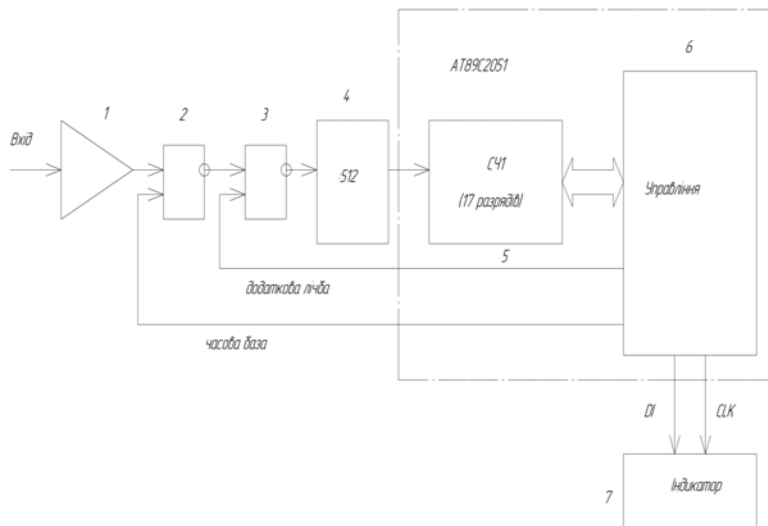 6
AT89C2051
1
2
3
4
Вхід
:512
СЧ1
(17 разрядів)
Управління
5
додаткова лічба
часова база
DI
CLK
7
Індикатор